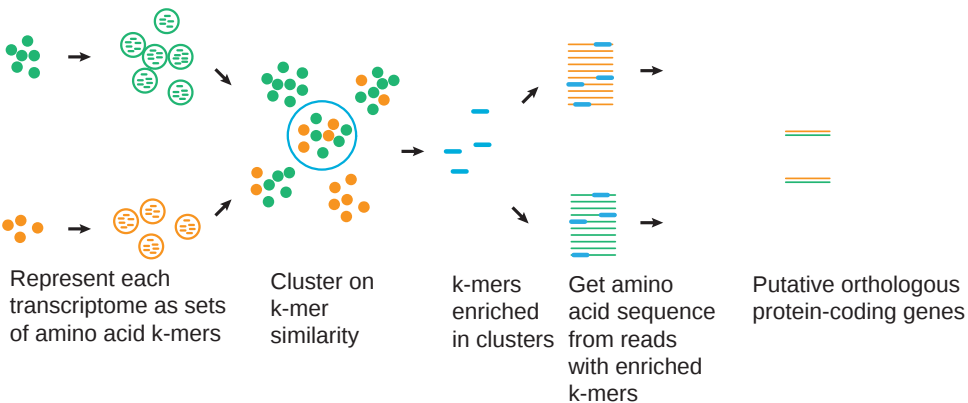 Represent each
transcriptome as sets
of amino acid k-mers
Cluster on
k-mer
similarity
k-mers
enriched
in clusters
Get amino
acid sequence
from reads
with enriched
k-mers
Putative orthologous
protein-coding genes